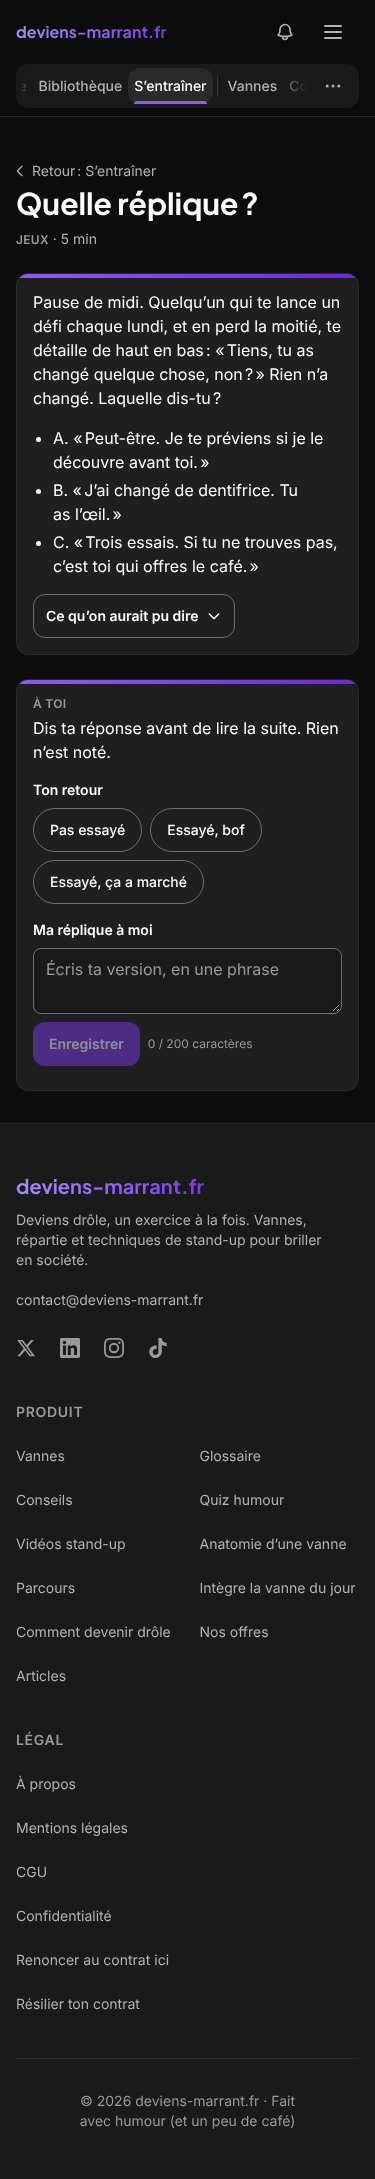 deviens-marrant.fr
Bibliothèque S’entraîner Vannes
Retour : S’entraîner
Quelle réplique ?
JEUX · 5 min
Pause de midi. Quelqu’un qui te lance un
défi chaque lundi, et en perd la moitié, te
détaille de haut en bas : « Tiens, tu as
changé quelque chose, non ? » Rien n’a
changé. Laquelle dis-tu ?
• A. « Peut-être. Je te préviens si je le
découvre avant toi. »
• B. « J’ai changé de dentifrice. Tu
as l’œil. »
• C. « Trois essais. Si tu ne trouves pas,
c’est toi qui offres le café. »
Ce qu’on aurait pu dire
À TOI
Dis ta réponse avant de lire la suite. Rien
n’est noté.
Ton retour
Pas essayé Essayé, bof
Essayé, ça a marché
Ma réplique à moi
Écris ta version, en une phrase
Enregistrer 0 / 200 caractères
deviens-marrant.fr
Deviens drôle, un exercice à la fois. Vannes,
répartie et techniques de stand-up pour briller
en société.
contact@deviens-marrant.fr
PRODUIT
Vannes Glossaire
Conseils Quiz humour
Vidéos stand-up Anatomie d’une vanne
Parcours Intègre la vanne du jour
Comment devenir drôle Nos offres
Articles
LÉGAL
À propos
Mentions légales
CGU
Confidentialité
Renoncer au contrat ici
Résilier ton contrat
© 2026 deviens-marrant.fr · Fait
avec humour (et un peu de café)